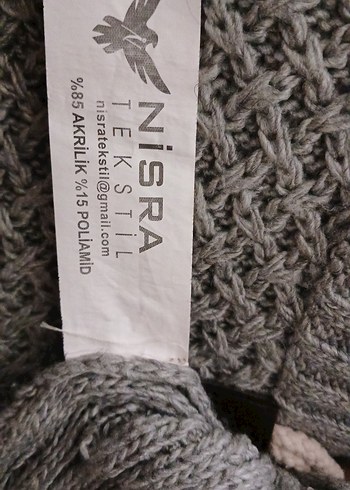 NİSRA
TEKSTİL
nisratekstil@gmail.com
%85 AKRİLİK %15 POLİAMİD